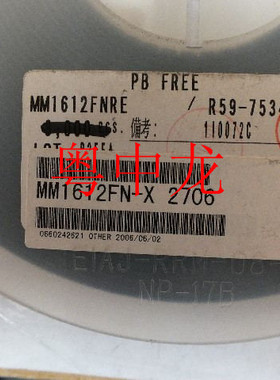 PB FREE
MM1612FNRE / R59-7534
備考: 110072C
粤中龙
MM1612FN-X 2706
0660242621 OTHER 2006/06/02
NP-17B